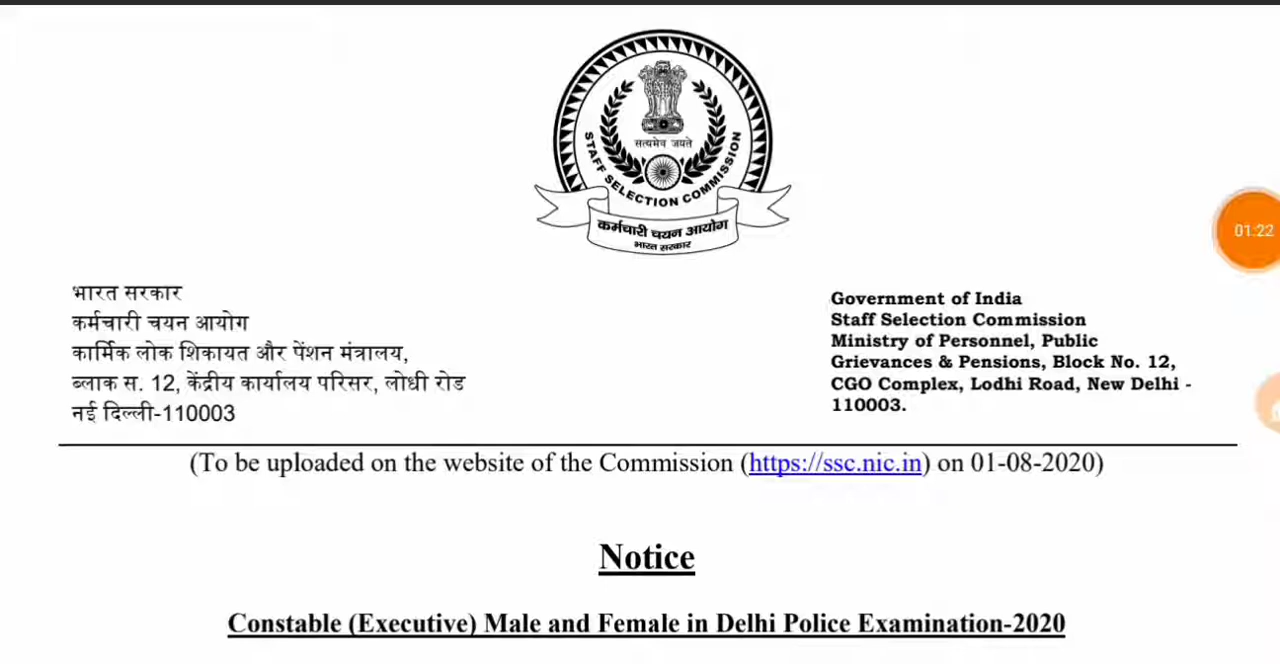 सत्यमेव जयते
STAFF SELECTION COMMISSION
कर्मचारी चयन आयोग
भारत सरकार
भारत सरकार
कर्मचारी चयन आयोग
कार्मिक लोक शिकायत और पेंशन मंत्रालय,
ब्लाक स. 12, केंद्रीय कार्यालय परिसर, लोधी रोड
नई दिल्ली-110003
Government of India
Staff Selection Commission
Ministry of Personnel, Public
Grievances & Pensions, Block No. 12,
CGO Complex, Lodhi Road, New Delhi -
110003.
01:22
(To be uploaded on the website of the Commission (https://ssc.nic.in) on 01-08-2020)
Notice
Constable (Executive) Male and Female in Delhi Police Examination-2020